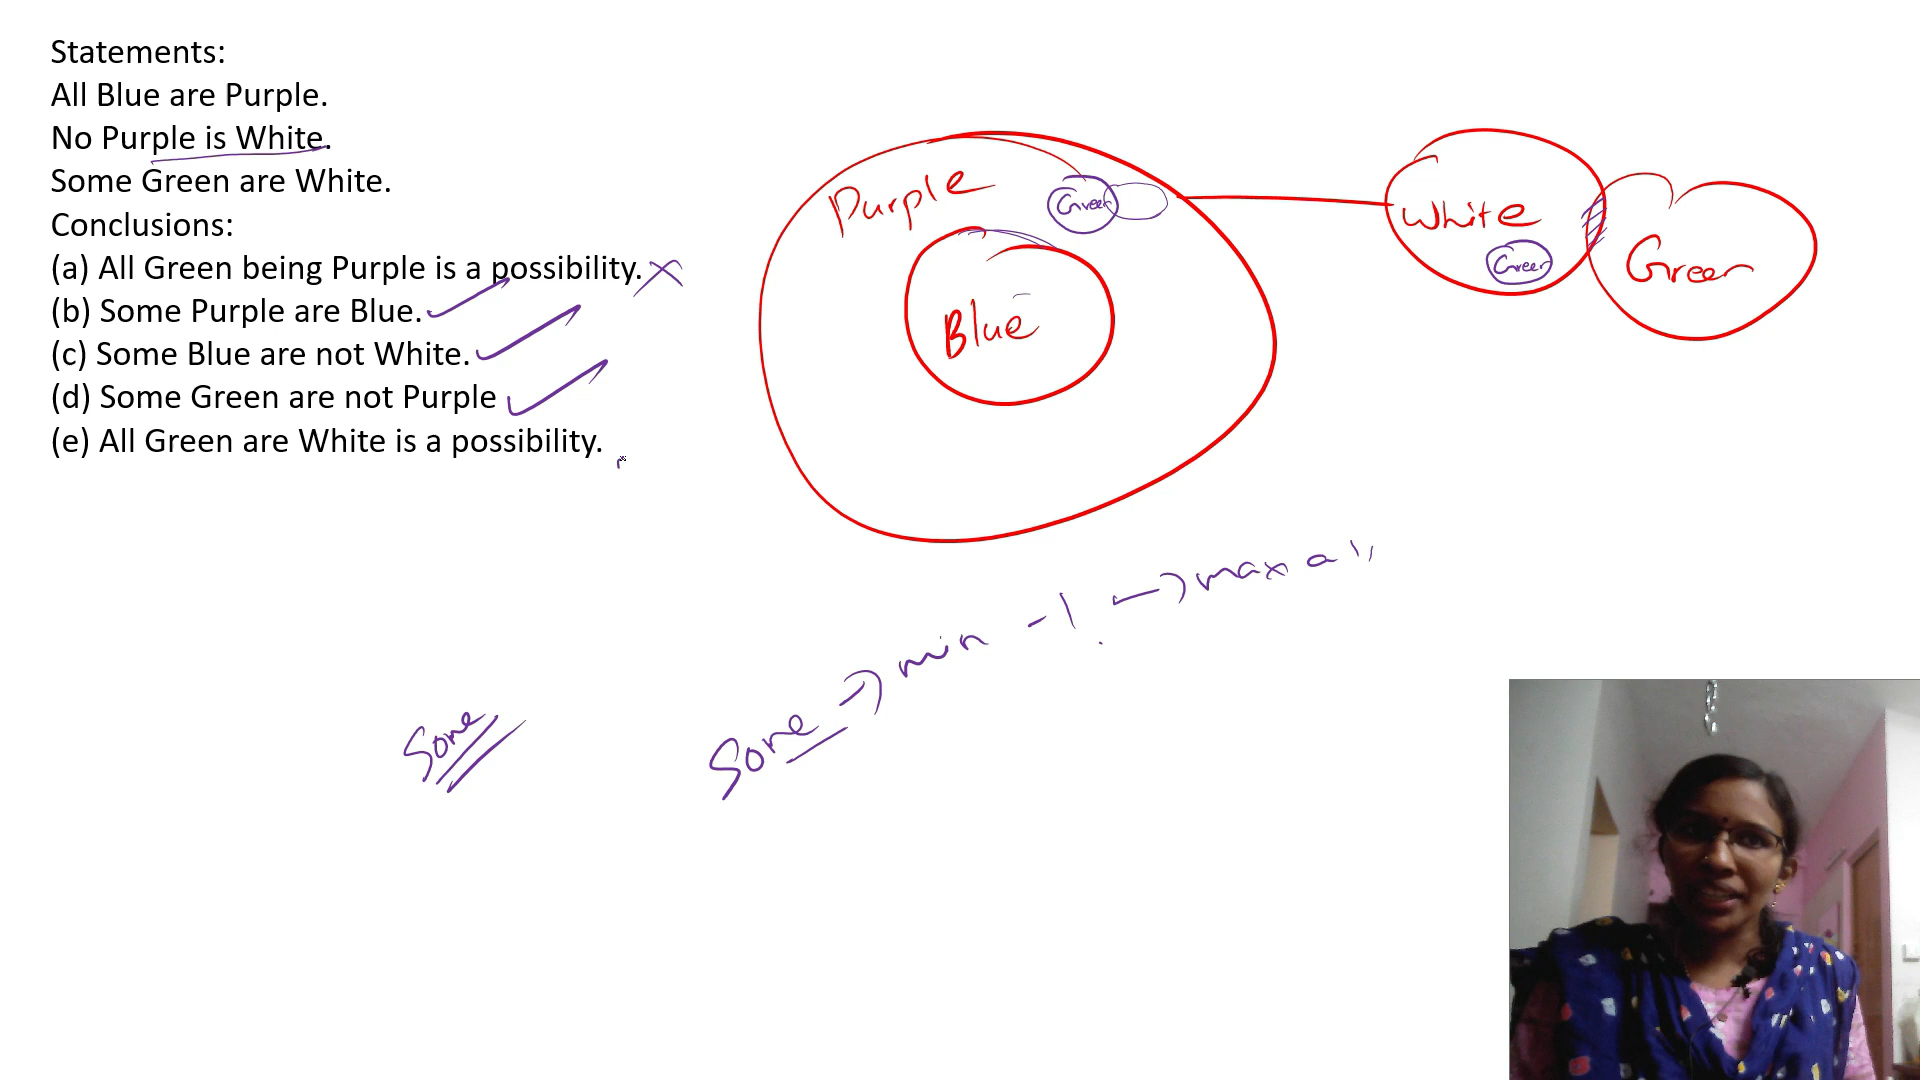 Statements:
All Blue are Purple.
No Purple is White.
Some Green are White.
Conclusions:
(a) All Green being Purple is a possibility.
(b) Some Purple are Blue.
(c) Some Blue are not White.
(d) Some Green are not Purple
(e) All Green are White is a possibility.
Purple
Green
Blue
White
Green
Green
Some
Some → min - 1 → max all